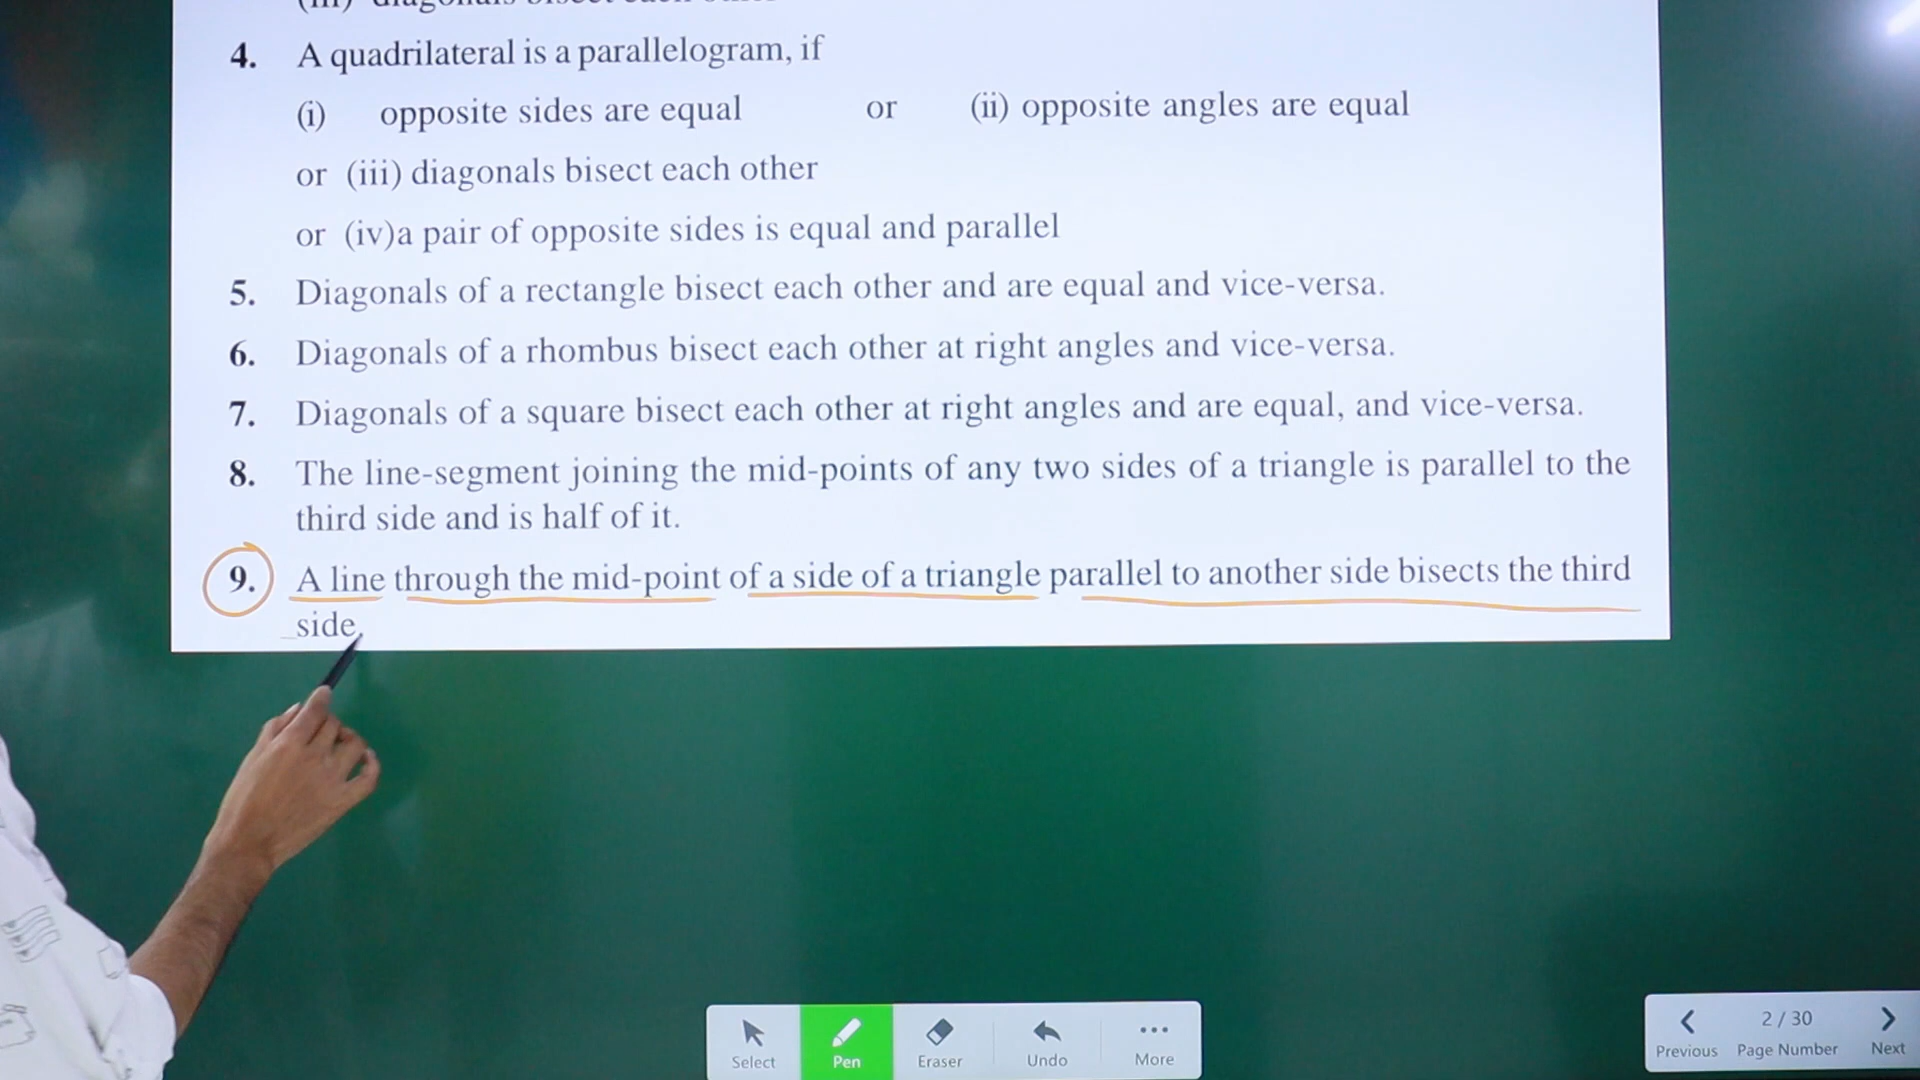 4. A quadrilateral is a parallelogram, if
(i) opposite sides are equal or (ii) opposite angles are equal
or (iii) diagonals bisect each other
or (iv)a pair of opposite sides is equal and parallel
5. Diagonals of a rectangle bisect each other and are equal and vice-versa.
6. Diagonals of a rhombus bisect each other at right angles and vice-versa.
7. Diagonals of a square bisect each other at right angles and are equal, and vice-versa.
8. The line-segment joining the mid-points of any two sides of a triangle is parallel to the
third side and is half of it.
9. A line through the mid-point of a side of a triangle parallel to another side bisects the third
side.
Select Pen Eraser Undo More
2 / 30
Previous Page Number Next